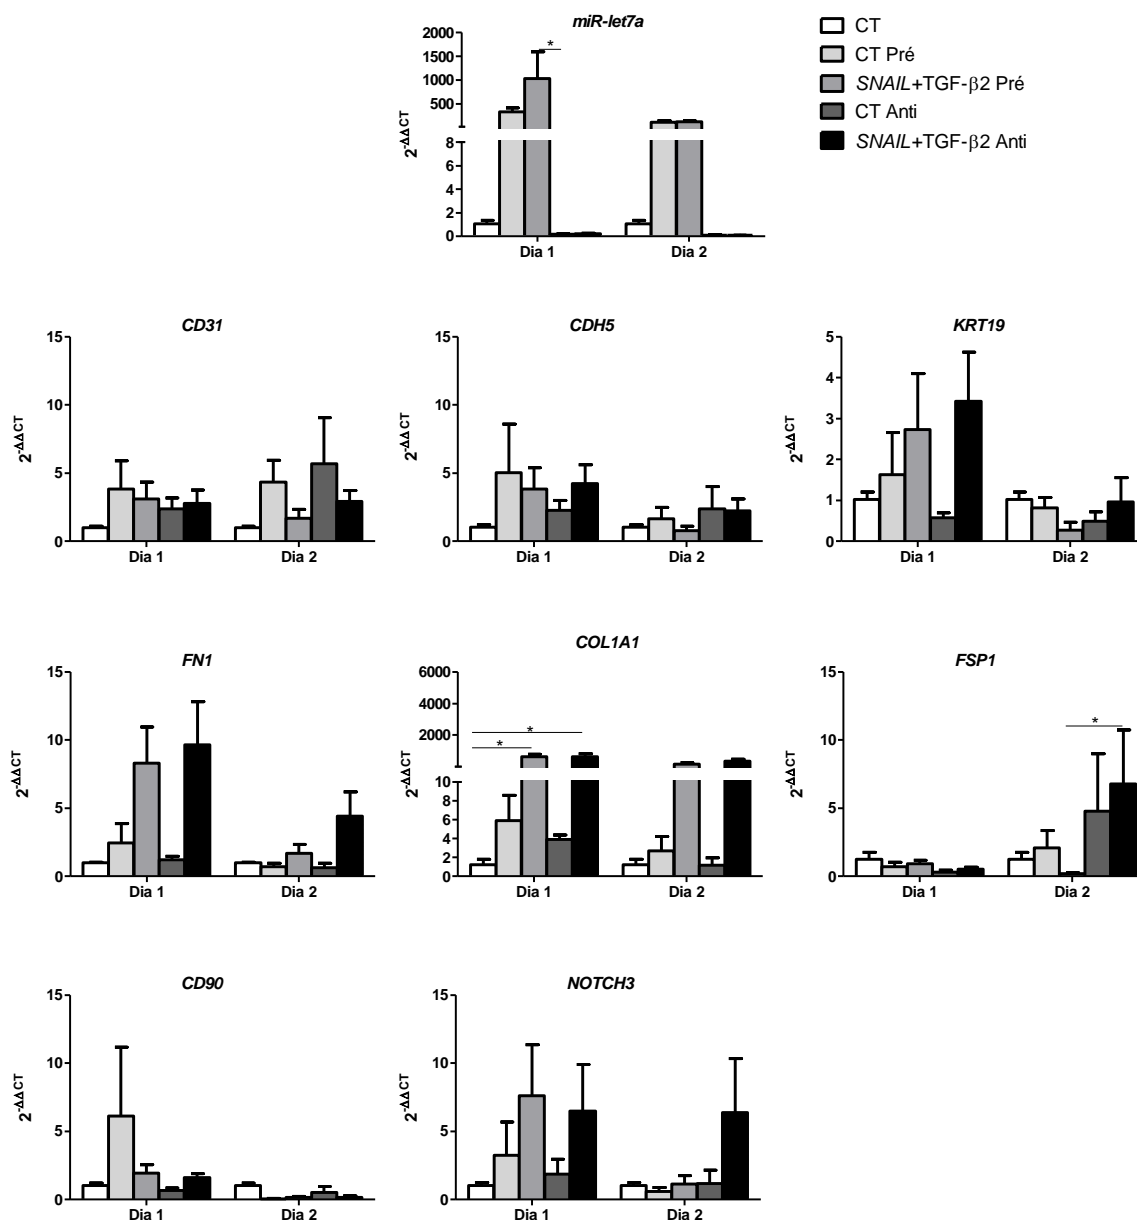 miR-let7a
2000
1500
1000
500
8
6
4
2
0
2-ΔΔCT
Dia 1 Dia 2
CT
CT Pré
SNAIL+TGF-β2 Pré
CT Anti
SNAIL+TGF-β2 Anti
*
CD31
15
10
5
0
2-ΔΔCT
Dia 1 Dia 2
CDH5
15
10
5
0
2-ΔΔCT
Dia 1 Dia 2
KRT19
5
4
3
2
1
0
2-ΔΔCT
Dia 1 Dia 2
FN1
15
10
5
0
2-ΔΔCT
Dia 1 Dia 2
COL1A1
6000
4000
2000
10
8
6
4
2
0
2-ΔΔCT
*
*
Dia 1 Dia 2
FSP1
15
10
5
0
2-ΔΔCT
*
Dia 1 Dia 2
CD90
15
10
5
0
2-ΔΔCT
Dia 1 Dia 2
NOTCH3
15
10
5
0
2-ΔΔCT
Dia 1 Dia 2